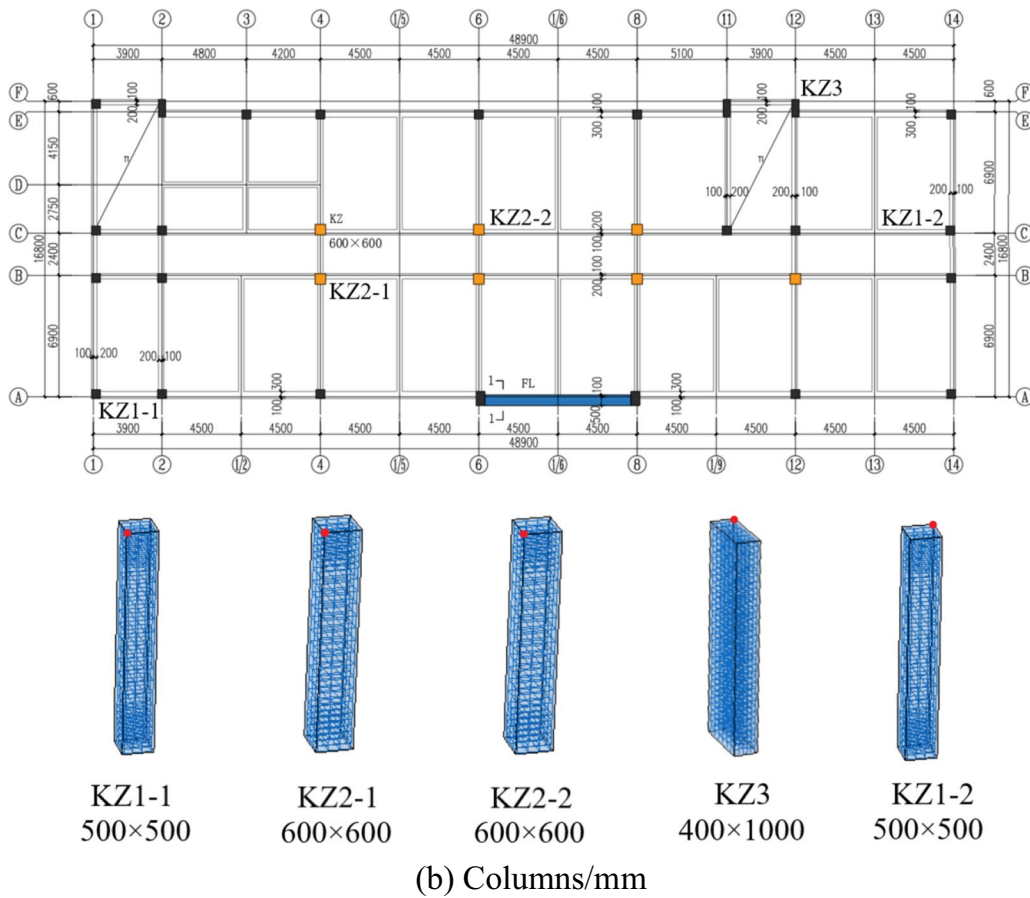 1 2 3 4 1/5 6 1/6 8 11 12 13 14
48900
3900 4800 4200 4500 4500 4500 4500 5100 3900 4500 4500
F 600 200 100 200 100 KZ3 600 F
E 100 300 100 300 E
4150 π π 6900
D
2750 100 200 200 100 200 100
KZ KZ2-2 KZ1-2
C 600×600 100 200 C
16800 2400 2400 16800
B 200 100 B
KZ2-1
6900 6900
100 200 200 100
300 1 FL 100 300
A 100 500 100 A
KZ1-1 1
3900 4500 4500 4500 4500 4500 4500 4500 4500 4500 4500
48900
1 2 1/2 4 1/5 6 1/6 8 1/9 12 13 14
KZ1-1 KZ2-1 KZ2-2 KZ3 KZ1-2
500×500 600×600 600×600 400×1000 500×500
(b) Columns/mm